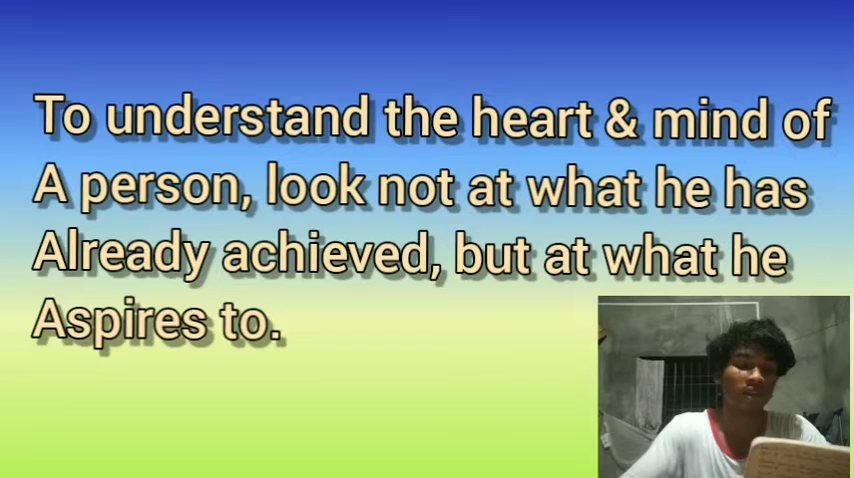 To understand the heart & mind of
A person, look not at what he has
Already achieved, but at what he
Aspires to.